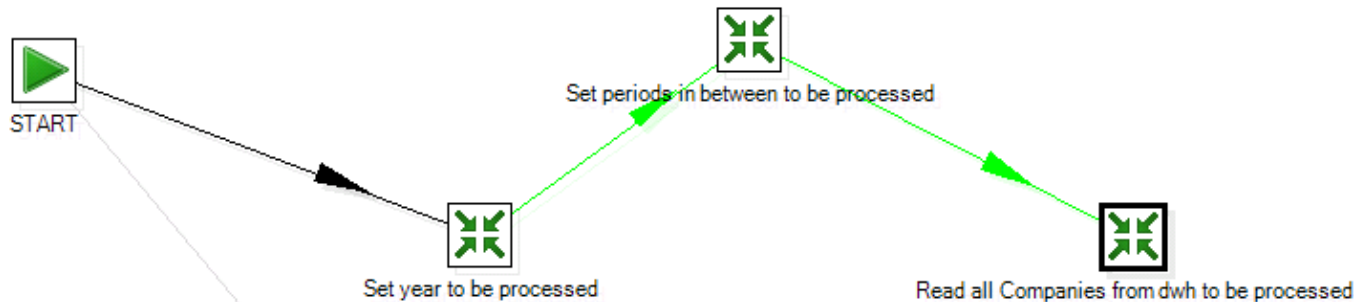 START
Set periods in between to be processed
Set year to be processed
Read all Companies from dwh to be processed